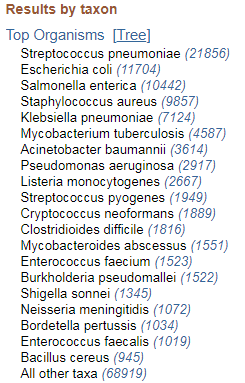 Results by taxon
Top Organisms [Tree]
Streptococcus pneumoniae (21856)
Escherichia coli (11704)
Salmonella enterica (10442)
Staphylococcus aureus (9857)
Klebsiella pneumoniae (7124)
Mycobacterium tuberculosis (4587)
Acinetobacter baumannii (3614)
Pseudomonas aeruginosa (2917)
Listeria monocytogenes (2667)
Streptococcus pyogenes (1949)
Cryptococcus neoformans (1889)
Clostridioides difficile (1816)
Mycobacteroides abscessus (1551)
Enterococcus faecium (1523)
Burkholderia pseudomallei (1522)
Shigella sonnei (1345)
Neisseria meningitidis (1072)
Bordetella pertussis (1034)
Enterococcus faecalis (1019)
Bacillus cereus (945)
All other taxa (68919)